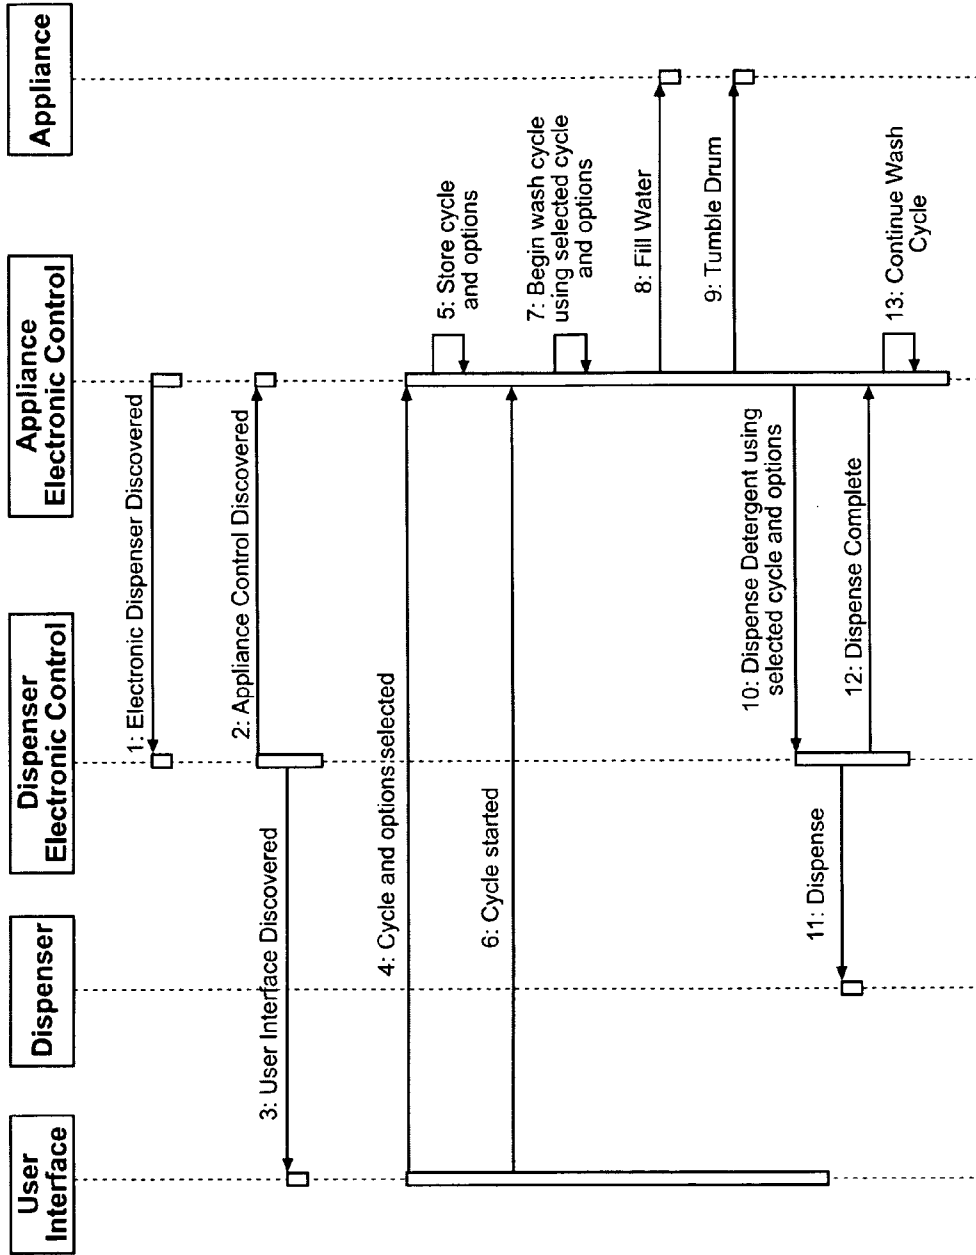 User
Interface
Dispenser
Dispenser
Electronic Control
Appliance
Electronic Control
Appliance
1: Electronic Dispenser Discovered
2: Appliance Control Discovered
3: User Interface Discovered
4: Cycle and options selected
5: Store cycle
and options
6: Cycle started
7: Begin wash cycle
using selected cycle
and options
8: Fill Water
9: Tumble Drum
10: Dispense Detergent using
selected cycle and options
11: Dispense
12: Dispense Complete
13: Continue Wash
Cycle